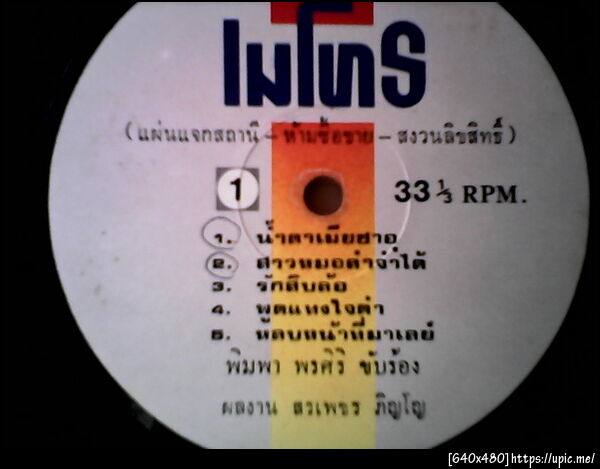 เมโทร
(แผ่นแจกสถานี - ห้ามซื้อขาย - สงวนลิขสิทธิ์)
1 33 1/3 RPM.
1. น้ำตาเมียซาอุ
2. สาวหมอลำจำได้
3. รักสิบล้อ
4. พูดแทงใจดำ
5. หลบหน้าที่มาเลย์
พิมพา พรศิริ ขับร้อง
ผลงาน สรเพชร ภิญโญ
[640x480]https://upic.me/